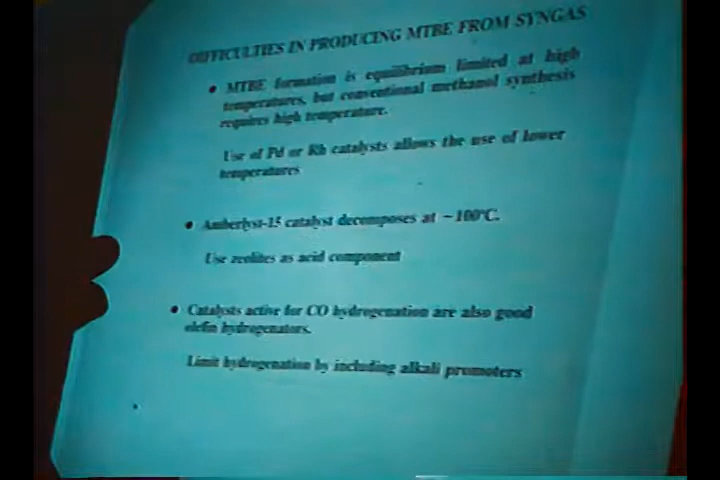 DIFFICULTIES IN PRODUCING MTBE FROM SYNGAS
• MTBE formation is equilibrium limited at high
temperatures, but conventional methanol synthesis
requires high temperature.
Use of Pd or Rh catalysts allows the use of lower
temperatures
• Amberlyst-15 catalyst decomposes at ~100°C.
Use zeolites as acid component
• Catalysts active for CO hydrogenation are also good
olefin hydrogenators.
Limit hydrogenation by including alkali promoters